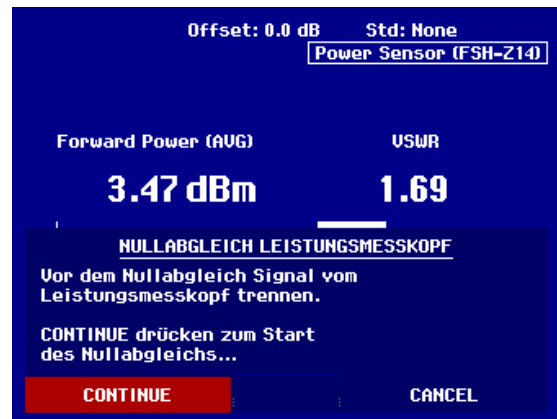 Offset: 0.0 dB Std: None
Power Sensor (FSH-Z14)
Forward Power (AVG) VSWR
3.47 dBm 1.69
NULLABGLEICH LEISTUNGSMESSKOPF
Vor dem Nullabgleich Signal vom
Leistungsmesskopf trennen.
CONTINUE drücken zum Start
des Nullabgleichs...
CONTINUE CANCEL